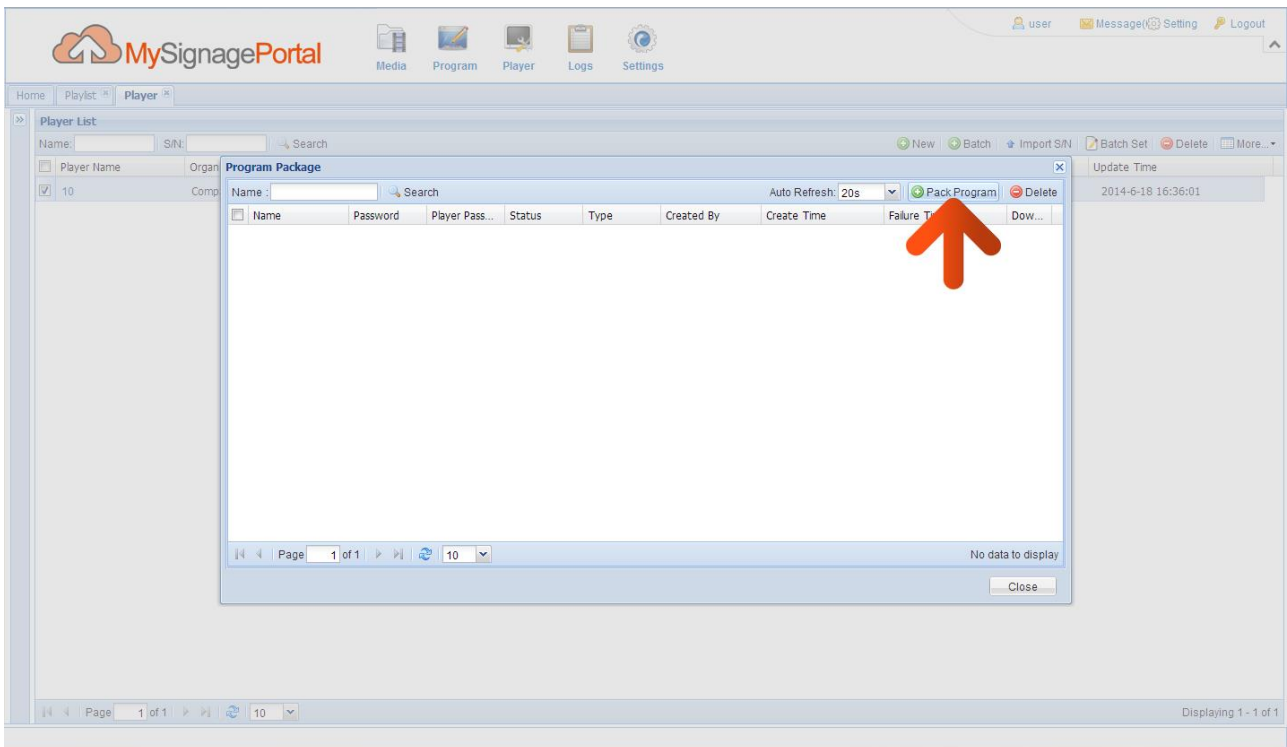 user Message( Setting Logout
MySignagePortal
Media Program Player Logs Settings
Home Playlist Player
Player List
Name: S/N: Search New Batch Import S/N Batch Set Delete More...
Player Name Organ Update Time
10 Comp 2014-6-18 16:36:01
Program Package
Name : Search Auto Refresh: 20s Pack Program Delete
Name Password Player Pass... Status Type Created By Create Time Failure Dow...
Page 1 of 1 10 No data to display
Close
Page 1 of 1 10 Displaying 1 - 1 of 1